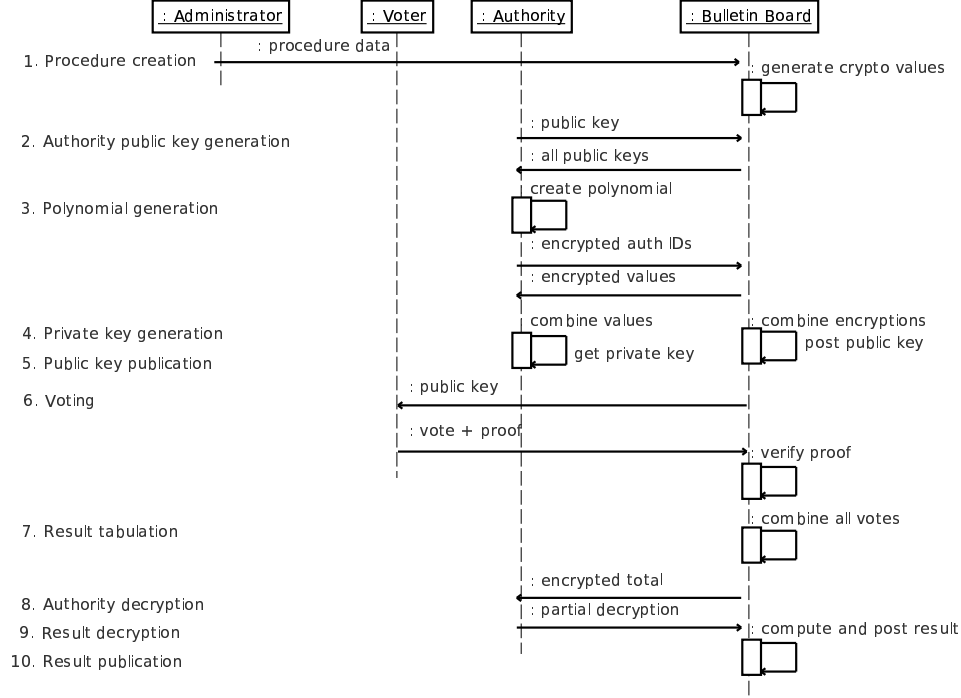 : Administrator
: Voter
: Authority
: Bulletin Board
: procedure data
1. Procedure creation
: generate crypto values
: public key
2. Authority public key generation
: all public keys
create polynomial
3. Polynomial generation
: encrypted auth IDs
: encrypted values
combine values
: combine encryptions
4. Private key generation
post public key
get private key
5. Public key publication
: public key
6. Voting
: vote + proof
: verify proof
: combine all votes
7. Result tabulation
: encrypted total
8. Authority decryption
: partial decryption
: compute and post result
9. Result decryption
10. Result publication